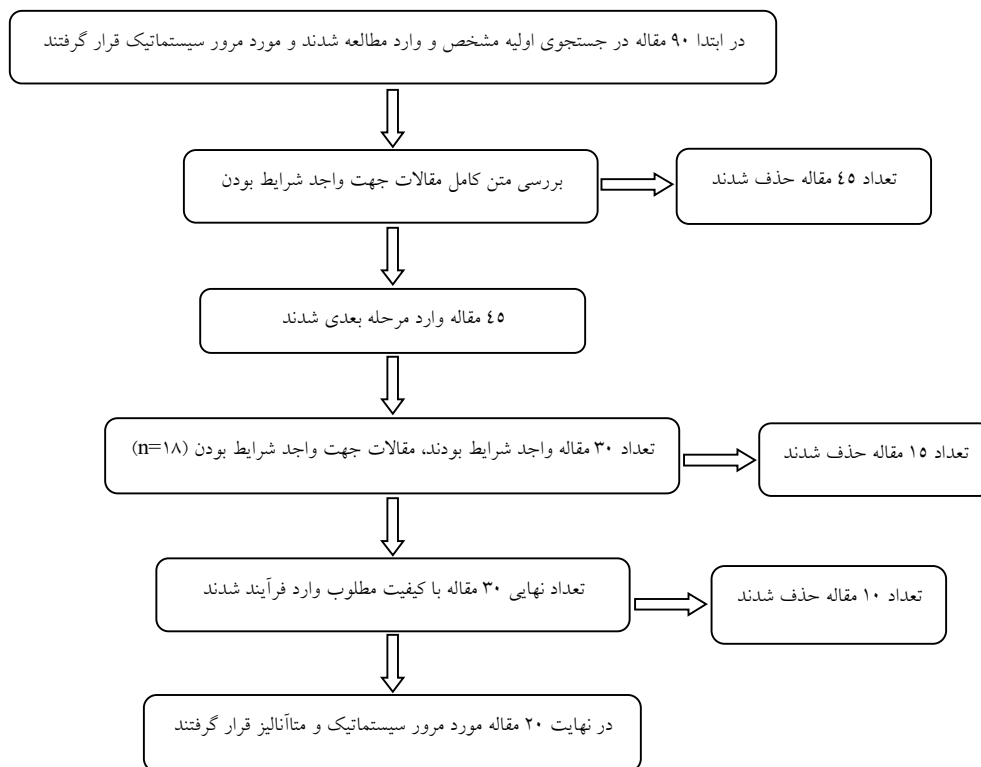 در ابتدا ۹۰ مقاله در جستجوی اولیه مشخص و وارد مطالعه شدند و مورد مرور سیستماتیک قرار گرفتند
بررسی متن کامل مقالات جهت واجد شرایط بودن
تعداد ٤٥ مقاله حذف شدند
٤٥ مقاله وارد مرحله بعدی شدند
تعداد ۳۰ مقاله واجد شرایط بودند، مقالات جهت واجد شرایط بودن (n=۱۸)
تعداد ۱٥ مقاله حذف شدند
تعداد نهایی ۳۰ مقاله با کیفیت مطلوب وارد فرآیند شدند
تعداد ۱۰ مقاله حذف شدند
در نهایت ۲۰ مقاله مورد مرور سیستماتیک و متاآنالیز قرار گرفتند